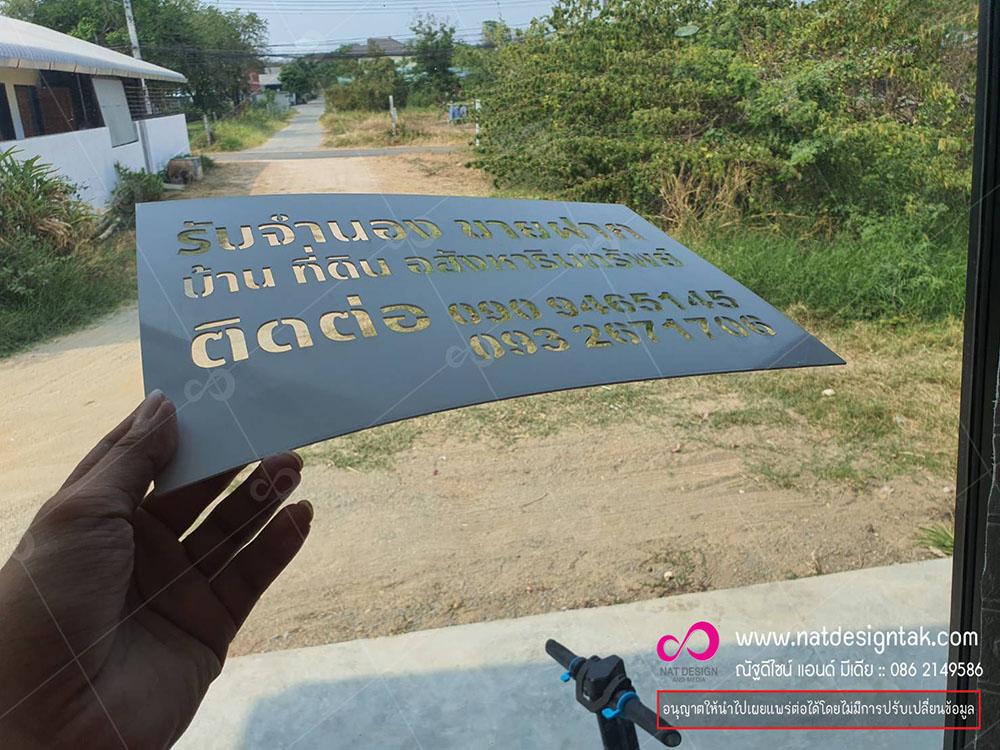 รับจำนอง ขายฝาก
บ้าน ที่ดิน อสังหาริมทรัพย์
ติดต่อ 090 9465145
093 2671706
NAT DESIGN
AND MEDIA
www.natdesigntak.com
ณัฐดีไซน์ แอนด์ มีเดีย :: 086 2149586
อนุญาตให้นำไปเผยแพร่ต่อได้โดยไม่มีการปรับเปลี่ยนข้อมูล